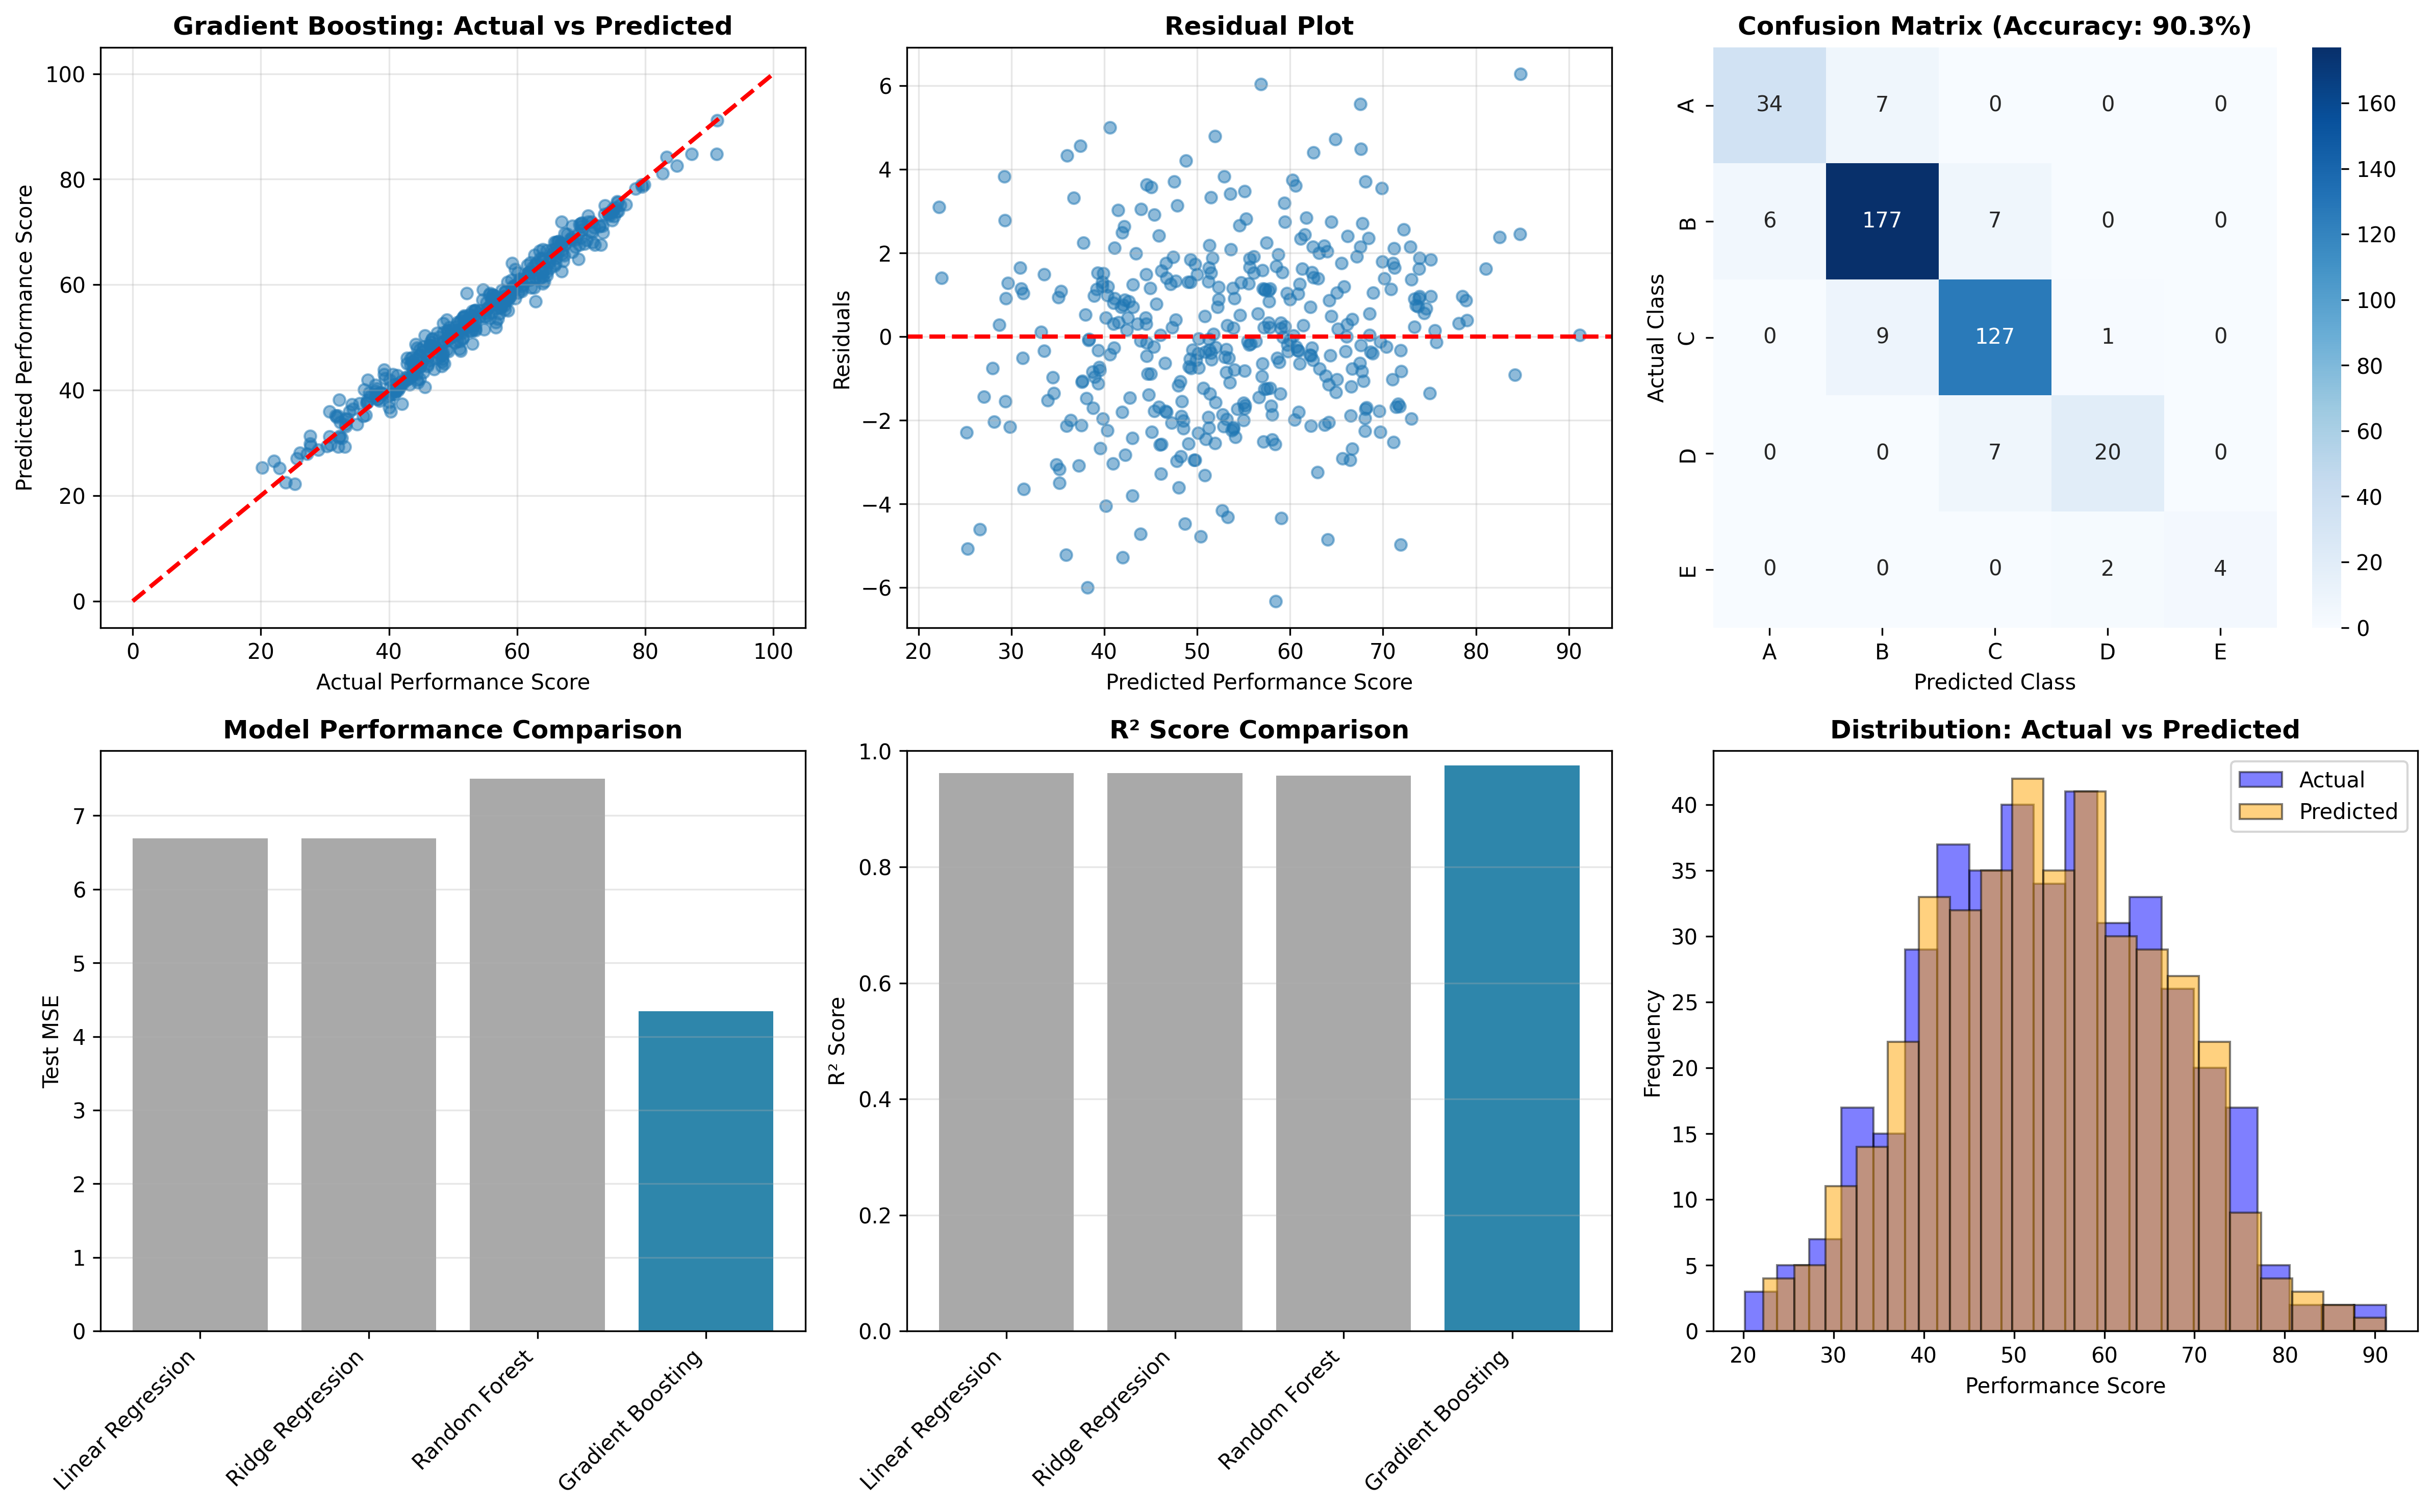 Gradient Boosting: Actual vs Predicted
100
80
60
40
20
0
Predicted Performance Score
0 20 40 60 80 100
Actual Performance Score
Residual Plot
6
4
2
0
−2
−4
−6
Residuals
20 30 40 50 60 70 80 90
Predicted Performance Score
Confusion Matrix (Accuracy: 90.3%)
A 34 7 0 0 0
B 6 177 7 0 0
C 0 9 127 1 0
D 0 0 7 20 0
E 0 0 0 2 4
Actual Class
A B C D E
Predicted Class
160
140
120
100
80
60
40
20
0
Model Performance Comparison
7
6
5
4
3
2
1
0
Test MSE
Linear Regression
Ridge Regression
Random Forest
Gradient Boosting
R² Score Comparison
1.0
0.8
0.6
0.4
0.2
0.0
R² Score
Linear Regression
Ridge Regression
Random Forest
Gradient Boosting
Distribution: Actual vs Predicted
Actual
Predicted
40
35
30
25
20
15
10
5
0
Frequency
20 30 40 50 60 70 80 90
Performance Score